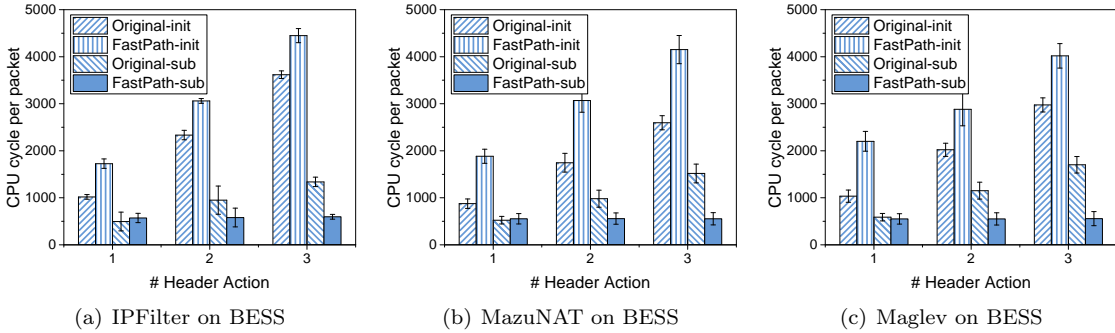 CPU cycle per packet
5000
4000
3000
2000
1000
0
Original-init
FastPath-init
Original-sub
FastPath-sub
1 2 3
# Header Action
(a) IPFilter on BESS
CPU cycle per packet
5000
4000
3000
2000
1000
0
Original-init
FastPath-init
Original-sub
FastPath-sub
1 2 3
# Header Action
(b) MazuNAT on BESS
CPU cycle per packet
5000
4000
3000
2000
1000
0
Original-init
FastPath-init
Original-sub
FastPath-sub
1 2 3
# Header Action
(c) Maglev on BESS